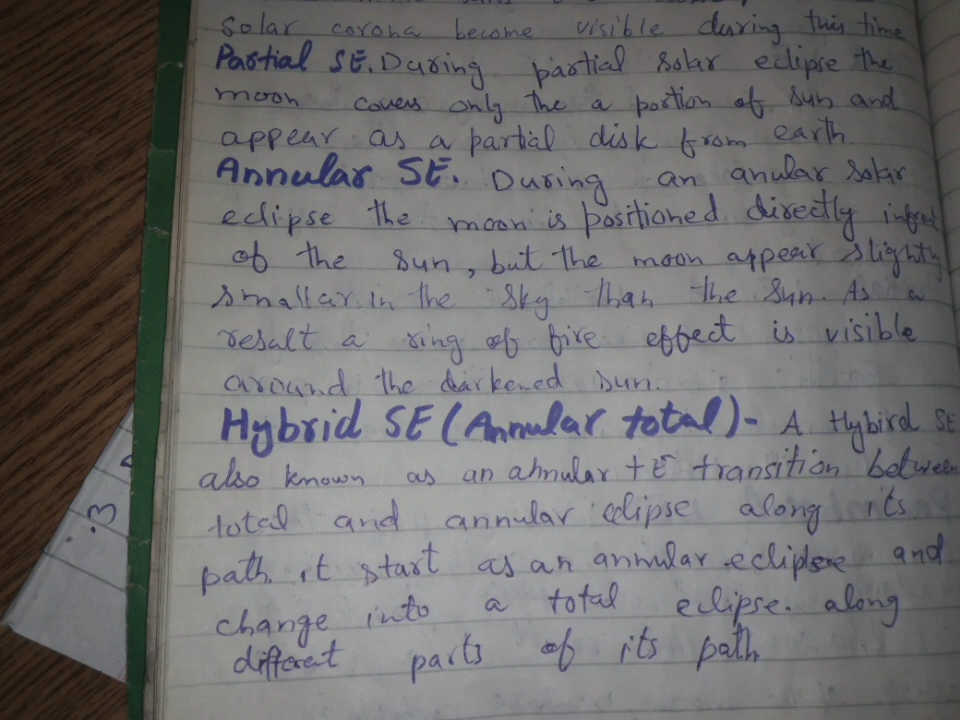 solar corona become visible during this time
Partial SE. During partial solar eclipse the
moon covers only the a portion of sun and
appear as a partial disk from earth.
Annular SE. During an anular solar
eclipse the moon is positioned directly infront
of the sun, but the moon appear slightly
smallar in the sky than the sun. As a
resalt a ring of fire effect is visible
around the darkened sun.
Hybrid SE (Annular total)- A Hybird SE
also known as an ahnular tE transition between
total and annular eclipse along its
path it start as an annular eclipse and
change into a total eclipse. along
different parts of its path
:3